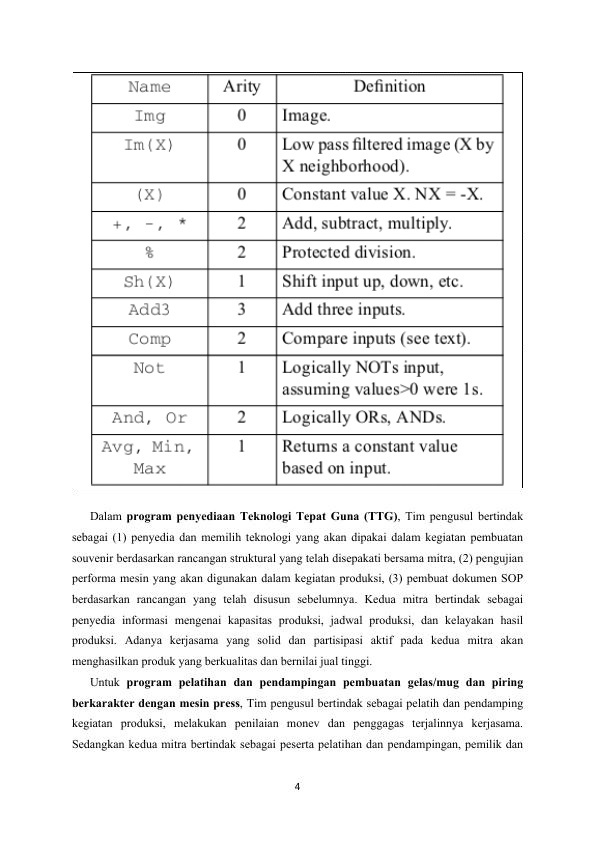 Name Arity Definition
Img 0 Image.
Im(X) 0 Low pass filtered image (X by
X neighborhood).
(X) 0 Constant value X. NX = -X.
+, -, * 2 Add, subtract, multiply.
% 2 Protected division.
Sh(X) 1 Shift input up, down, etc.
Add3 3 Add three inputs.
Comp 2 Compare inputs (see text).
Not 1 Logically NOTs input,
assuming values>0 were 1s.
And, Or 2 Logically ORs, ANDs.
Avg, Min, 1 Returns a constant value
Max based on input.
Dalam program penyediaan Teknologi Tepat Guna (TTG), Tim pengusul bertindak
sebagai (1) penyedia dan memilih teknologi yang akan dipakai dalam kegiatan pembuatan
souvenir berdasarkan rancangan struktural yang telah disepakati bersama mitra, (2) pengujian
performa mesin yang akan digunakan dalam kegiatan produksi, (3) pembuat dokumen SOP
berdasarkan rancangan yang telah disusun sebelumnya. Kedua mitra bertindak sebagai
penyedia informasi mengenai kapasitas produksi, jadwal produksi, dan kelayakan hasil
produksi. Adanya kerjasama yang solid dan partisipasi aktif pada kedua mitra akan
menghasilkan produk yang berkualitas dan bernilai jual tinggi.
Untuk program pelatihan dan pendampingan pembuatan gelas/mug dan piring
berkarakter dengan mesin press, Tim pengusul bertindak sebagai pelatih dan pendamping
kegiatan produksi, melakukan penilaian monev dan penggagas terjalinnya kerjasama.
Sedangkan kedua mitra bertindak sebagai peserta pelatihan dan pendampingan, pemilik dan
4